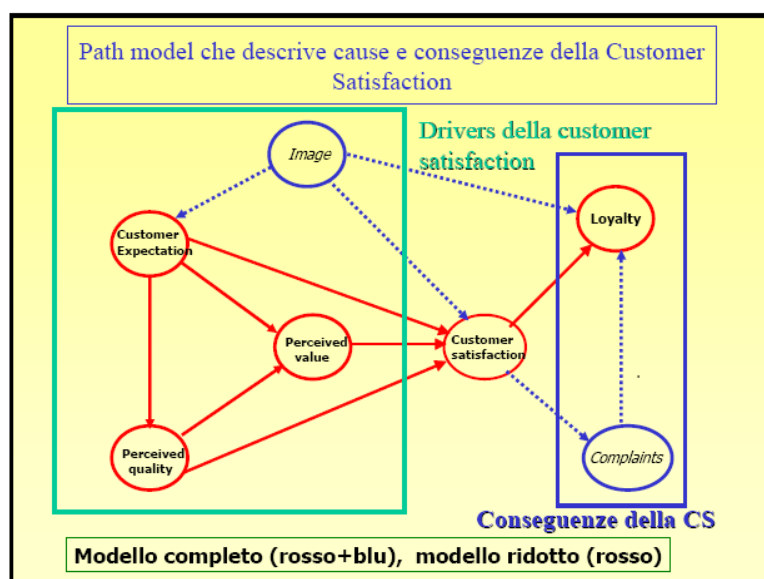 Path model che descrive cause e conseguenze della Customer
Satisfaction
Drivers della customer
satisfaction
Image
Loyalty
Customer
Expectation
Perceived
value
Customer
satisfaction
Perceived
quality
Complaints
Conseguenze della CS
Modello completo (rosso+blu), modello ridotto (rosso)